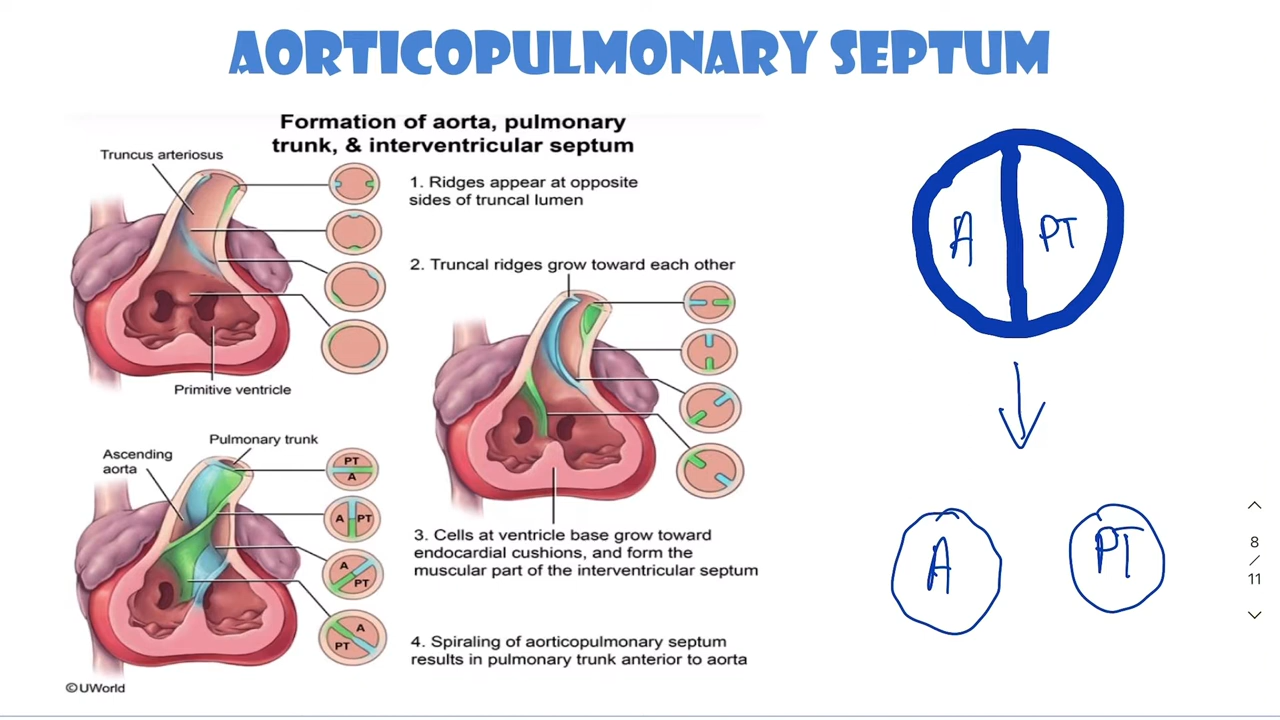 AORTICOPULMONARY SEPTUM
Formation of aorta, pulmonary
trunk, & interventricular septum
Truncus arteriosus
1. Ridges appear at opposite
sides of truncal lumen
Primitive ventricle
2. Truncal ridges grow toward each other
3. Cells at ventricle base grow toward
endocardial cushions, and form the
muscular part of the interventricular septum
Pulmonary trunk
Ascending
aorta
PT
A
A PT
A
PT
A
PT
4. Spiraling of aorticopulmonary septum
results in pulmonary trunk anterior to aorta
©UWorld
A PT
A PT
8
/
11